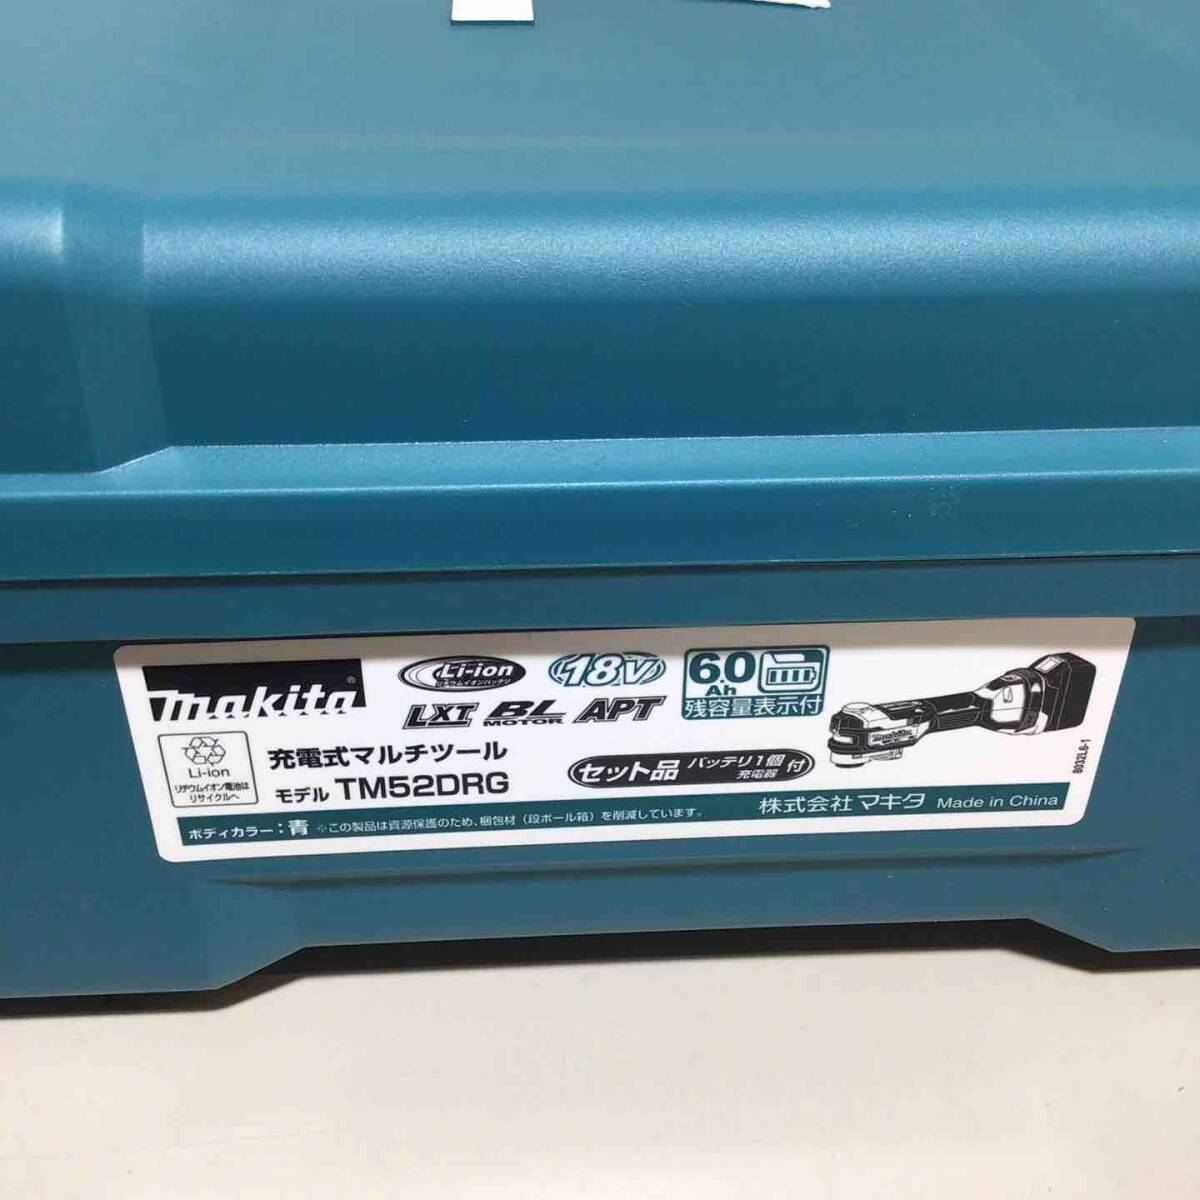 makita®
Li-ion
リチウムイオンバッテリ
18V
6.0 Ah
残容量表示付
LXT BL MOTOR APT
Li-ion
リチウムイオン電池は
リサイクルへ
充電式マルチツール
モデル TM52DRG
セット品 バッテリ1個 充電器 付
makita
8032L6-1
株式会社 マキタ Made in China
ボディカラー：青 ※この製品は資源保護のため、梱包材（段ボール箱）を削減しています。